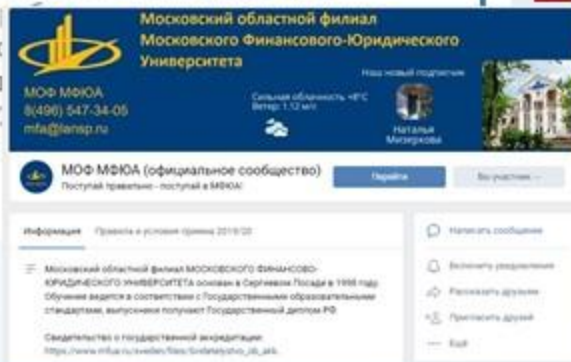 Московский областной филиал
Московского Финансового-Юридического
Университета
Наш новый подписчик
МОФ МФЮА
8(496) 547-34-05
mfa@lansp.ru
Сильная облачность +8°C
Ветер: 1.12 м/с
Наталья
Мизеркова
МОФ МФЮА (официальное сообщество)
Поступай правильно - поступай в МФЮА!
Перейти
Вы участник
Информация Правила и условия приема 2019/20
Московский областной филиал МОСКОВСКОГО ФИНАНСОВО-
ЮРИДИЧЕСКОГО УНИВЕРСИТЕТА основан в Сергиевом Посаде в 1998 году.
Обучение ведется в соответствии с Государственными образовательными
стандартами, выпускники получают Государственный диплом РФ.
Свидетельство о государственной аккредитации:
Написать сообщение
Включить уведомления
Рассказать друзьям
Пригласить друзей
Ещё